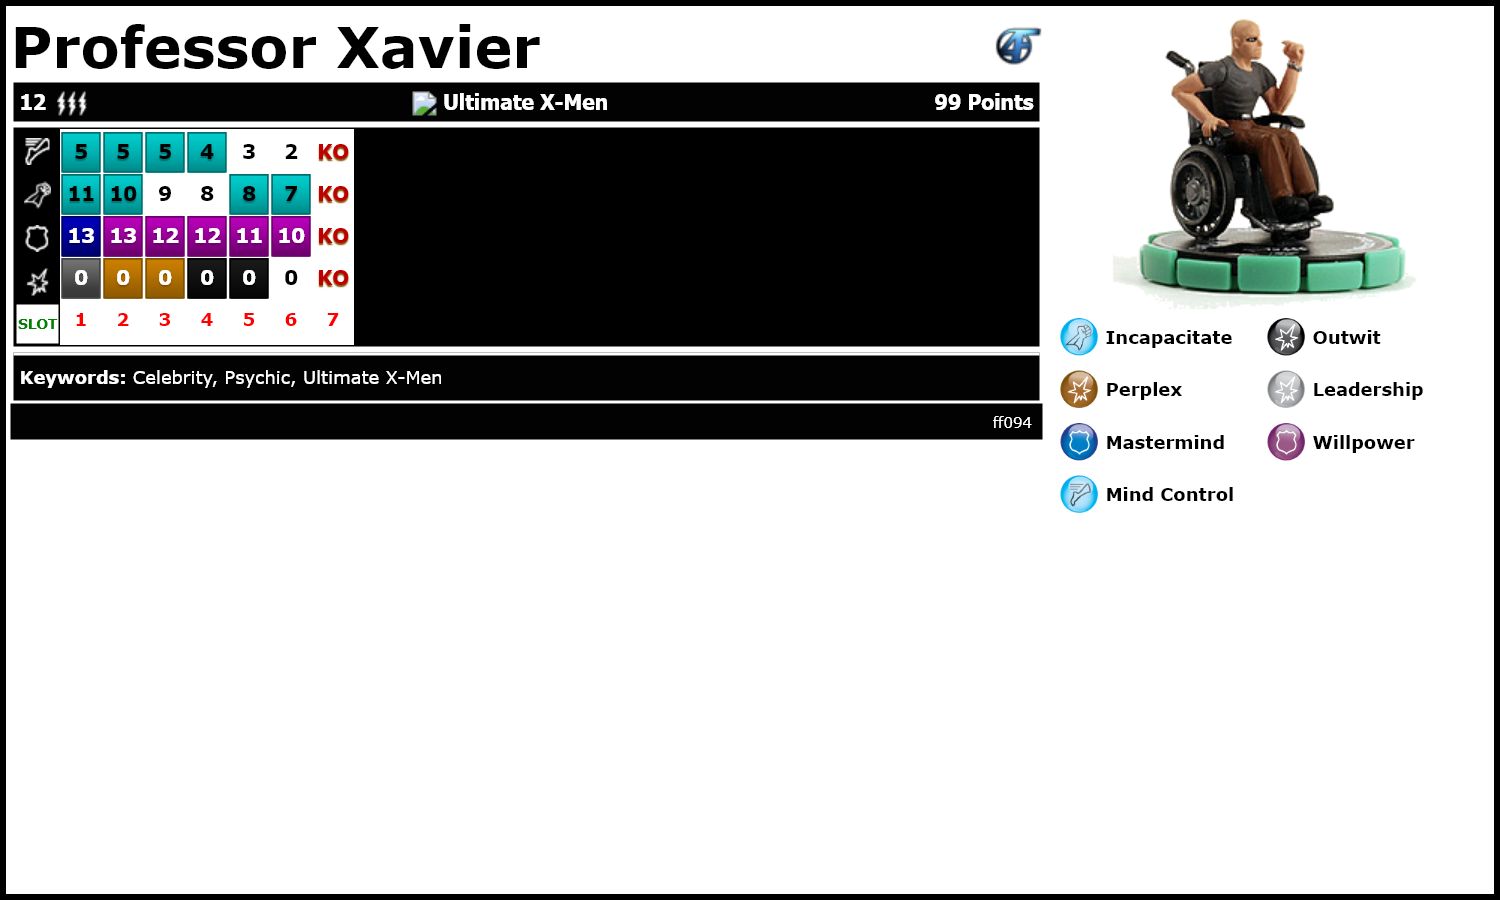 Professor Xavier
12 Ultimate X-Men 99 Points
5 5 5 4 3 2 KO
11 10 9 8 8 7 KO
13 13 12 12 11 10 KO
0 0 0 0 0 0 KO
SLOT 1 2 3 4 5 6 7
Keywords: Celebrity, Psychic, Ultimate X-Men
ff094
Incapacitate Outwit
Perplex Leadership
Mastermind Willpower
Mind Control